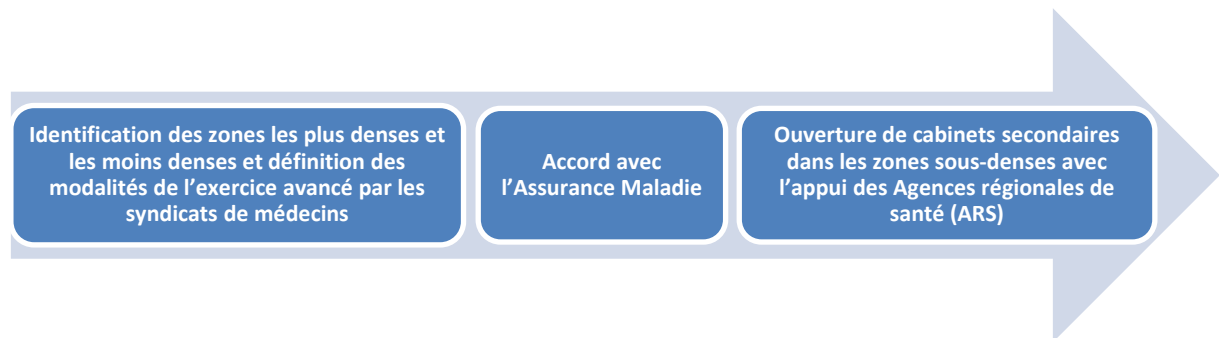 Identification des zones les plus denses et
les moins denses et définition des
modalités de l’exercice avancé par les
syndicats de médecins
Accord avec
l’Assurance Maladie
Ouverture de cabinets secondaires
dans les zones sous-denses avec
l’appui des Agences régionales de
santé (ARS)